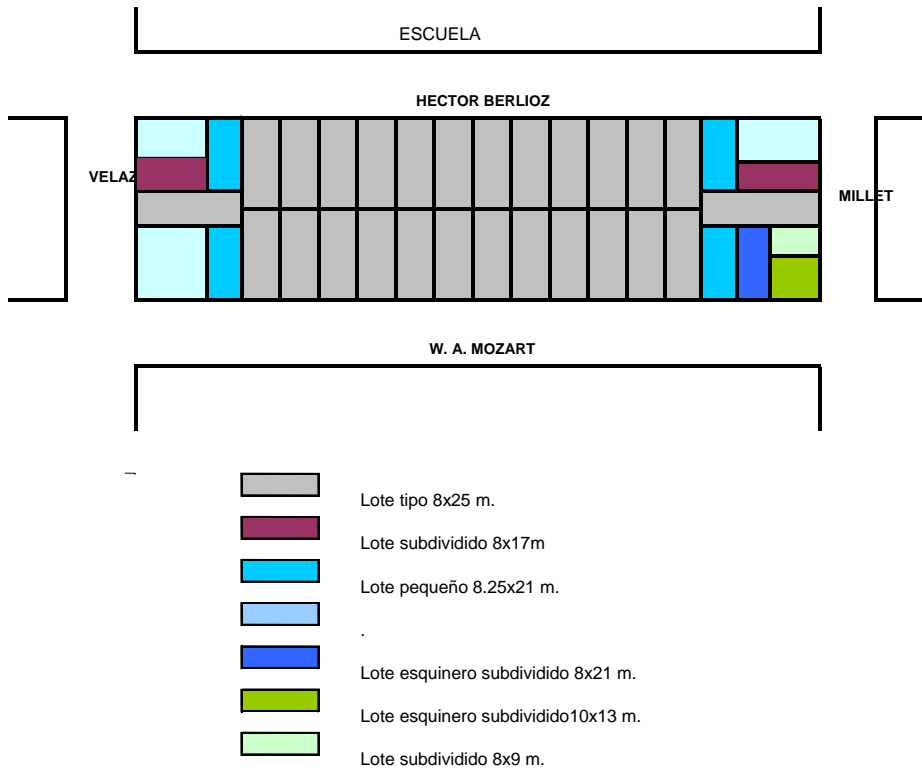 ESCUELA
HECTOR BERLIOZ
VELAZ
MILLET
W. A. MOZART
Lote tipo 8x25 m.
Lote subdividido 8x17m
Lote pequeño 8.25x21 m.
.
Lote esquinero subdividido 8x21 m.
Lote esquinero subdividido10x13 m.
Lote subdividido 8x9 m.